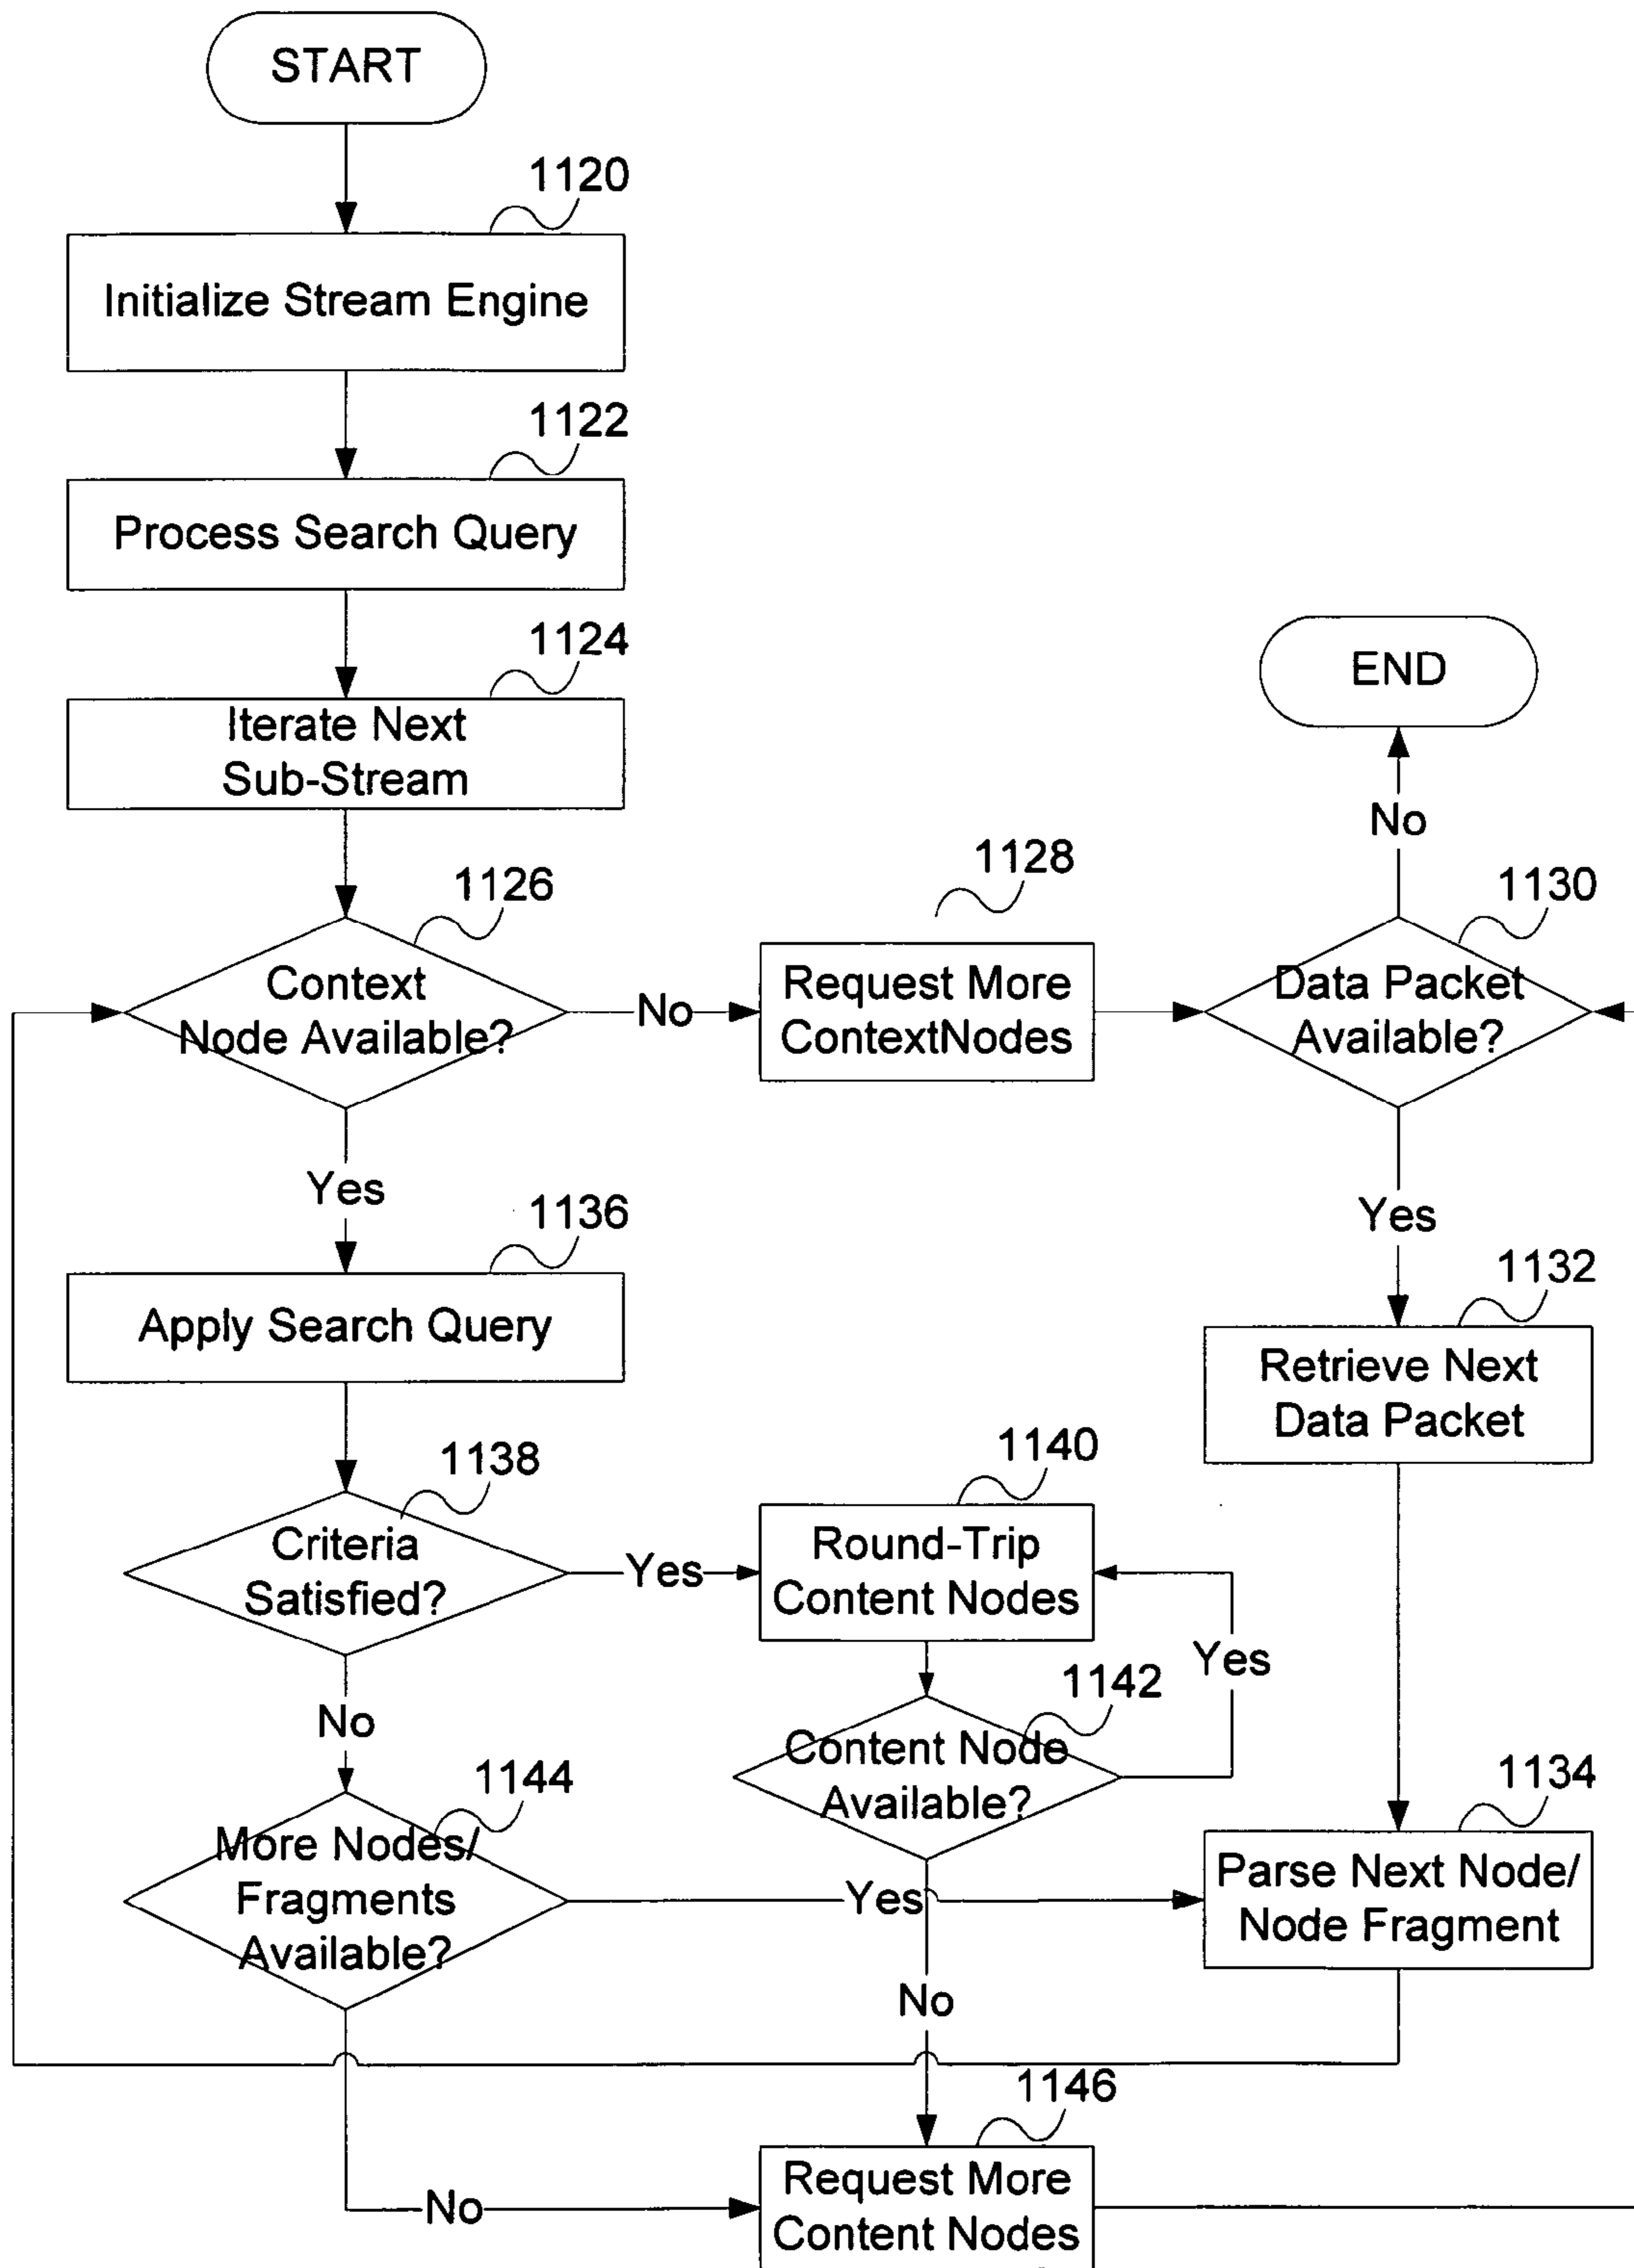 START
1120
Initialize Stream Engine
1122
Process Search Query
1124
Iterate Next
Sub-Stream
END
No
1126
Context
Node Available?
No
1128
Request More
ContextNodes
1130
Data Packet
Available?
Yes
Yes
1136
Apply Search Query
1132
Retrieve Next
Data Packet
1138
Criteria
Satisfied?
Yes
1140
Round-Trip
Content Nodes
Yes
No
1142
Content Node
Available?
1144
More Nodes/
Fragments
Available?
Yes
1134
Parse Next Node/
Node Fragment
No
1146
No
Request More
Content Nodes